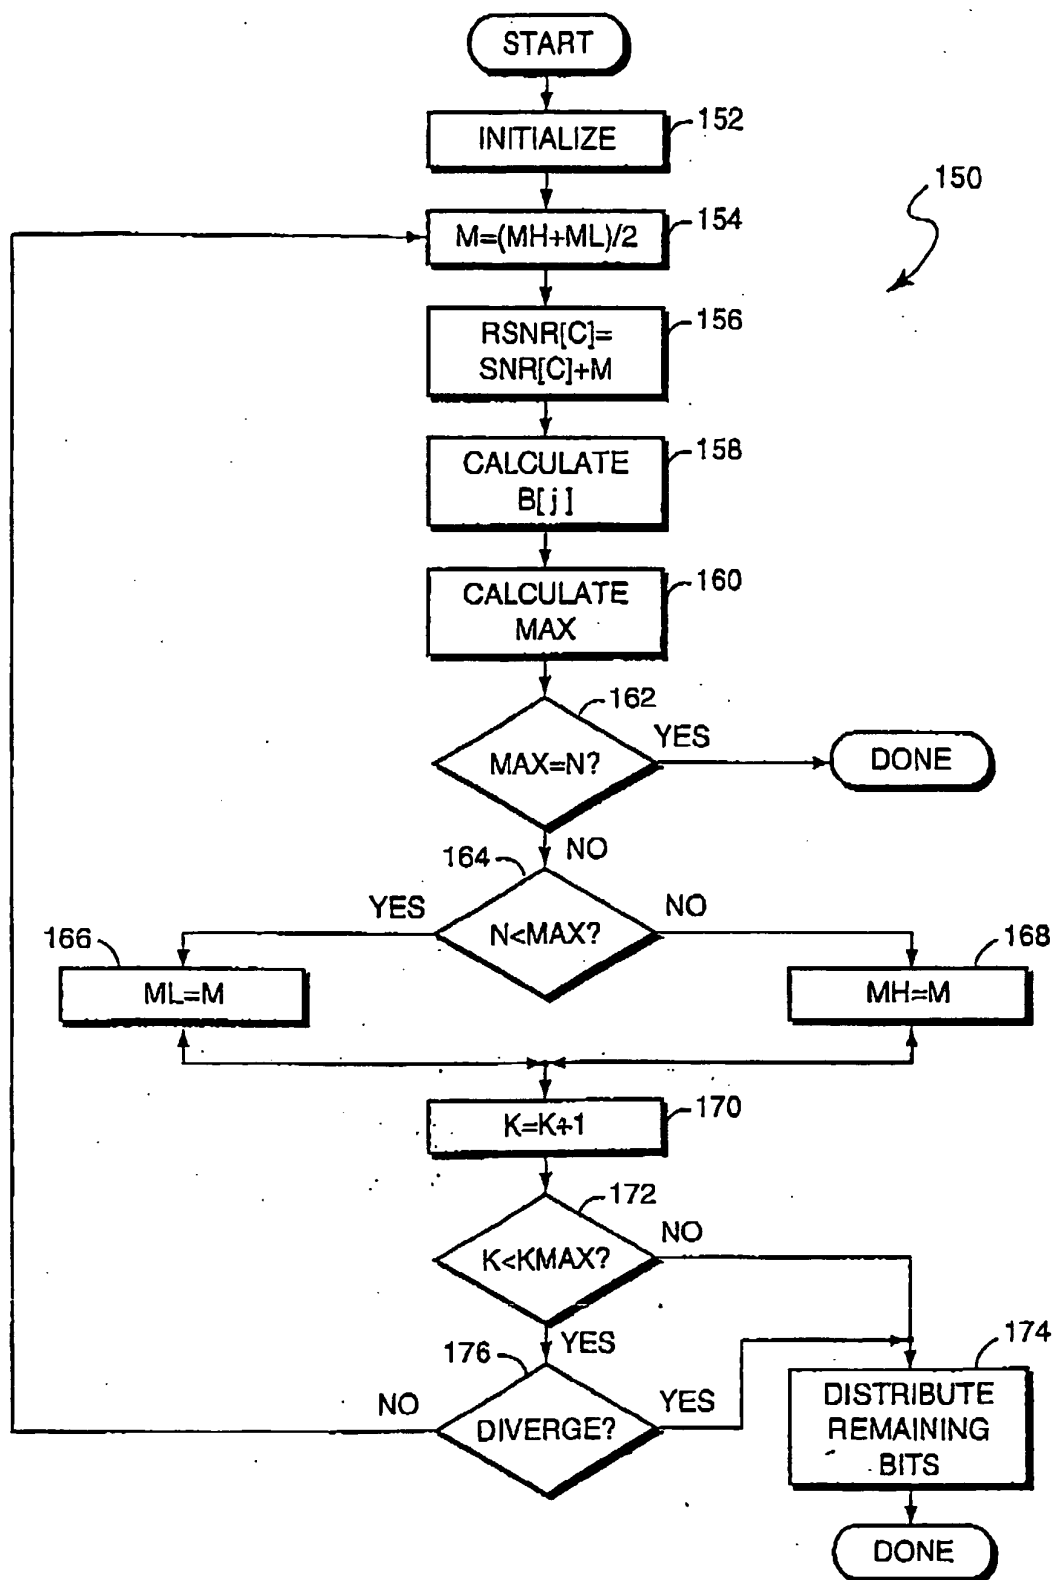 START
INITIALIZE
152
150
M=(MH+ML)/2
154
RSNR[C]=
SNR[C]+M
156
CALCULATE
B[j]
158
CALCULATE
MAX
160
162
MAX=N?
YES
DONE
NO
164
N<MAX?
YES
NO
166
ML=M
168
MH=M
K=K+1
170
172
K<KMAX?
NO
YES
176
DIVERGE?
NO
YES
174
DISTRIBUTE
REMAINING
BITS
DONE